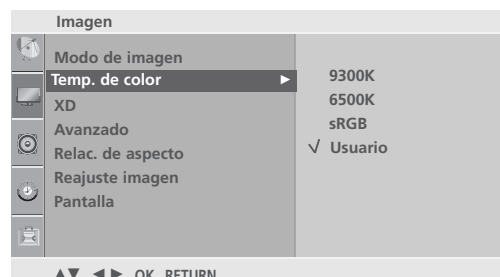 Imagen
Modo de imagen
Temp. de color ►
XD
Avanzado
Relac. de aspecto
Reajuste imagen
Pantalla
9300K
6500K
sRGB
√ Usuario
▲▼ ◄ ► OK RETURN